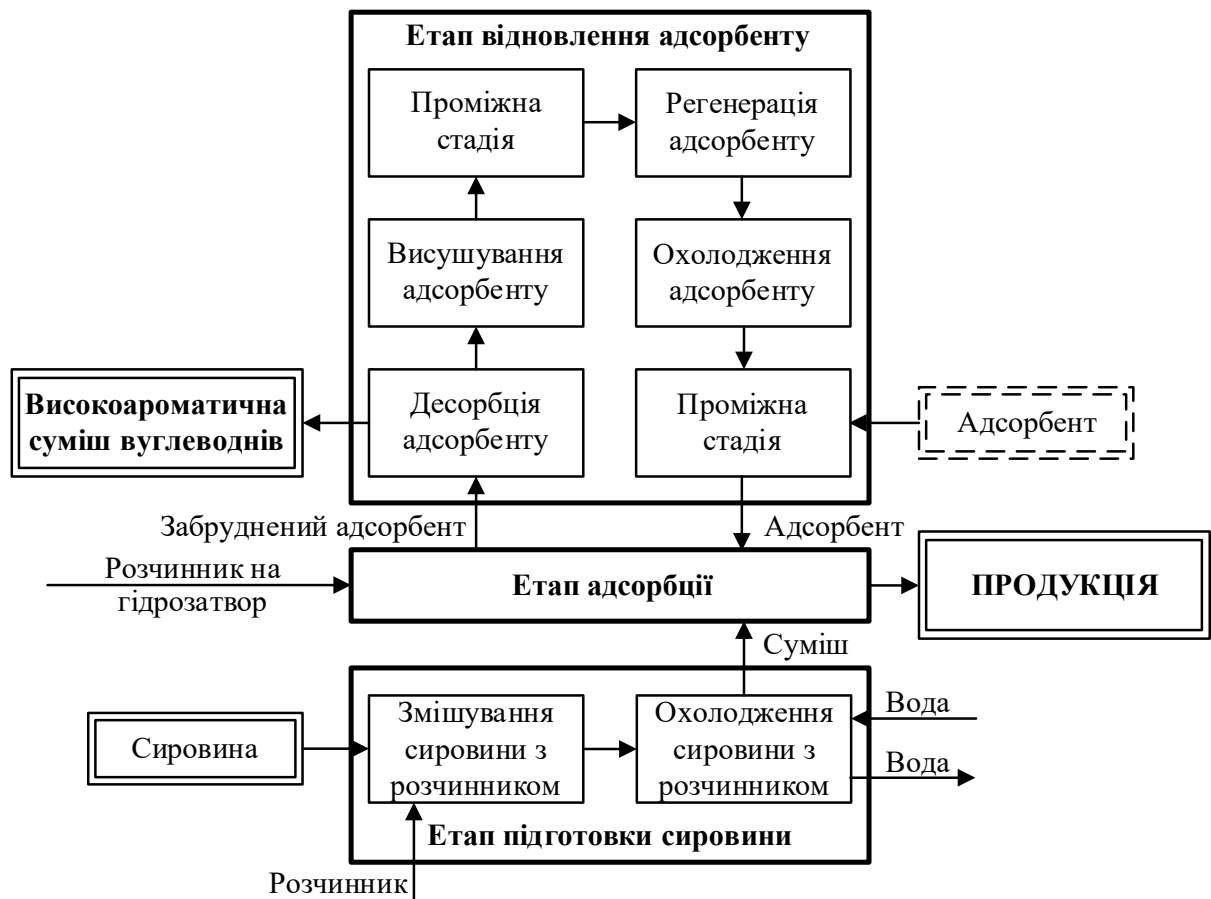 Етап відновлення адсорбенту
Проміжна
стадія
Регенерація
адсорбенту
Висушування
адсорбенту
Охолодження
адсорбенту
Високоароматична
суміш вуглеводнів
Десорбція
адсорбенту
Проміжна
стадія
Адсорбент
Забруднений адсорбент
Адсорбент
Розчинник на
гідрозатвор
Етап адсорбції
ПРОДУКЦІЯ
Суміш
Сировина
Змішування
сировини з
розчинником
Охолодження
сировини з
розчинником
Вода
Вода
Етап підготовки сировини
Розчинник